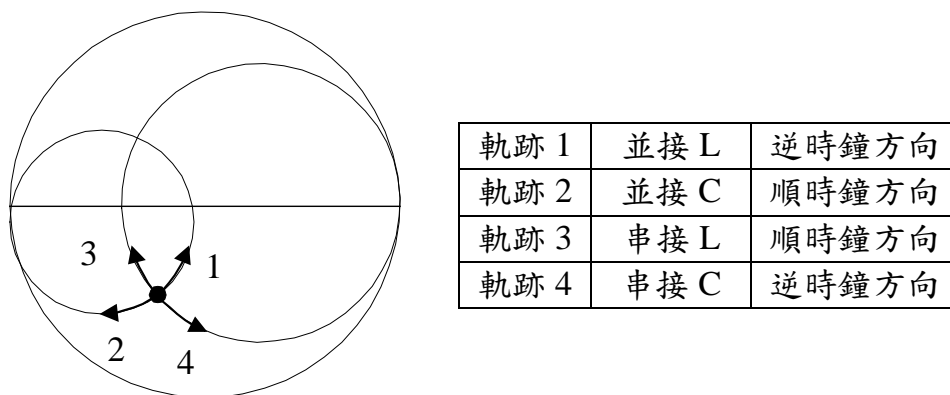 3
1
2
4
軌跡 1 並接 L 逆時鐘方向
軌跡 2 並接 C 順時鐘方向
軌跡 3 串接 L 順時鐘方向
軌跡 4 串接 C 逆時鐘方向